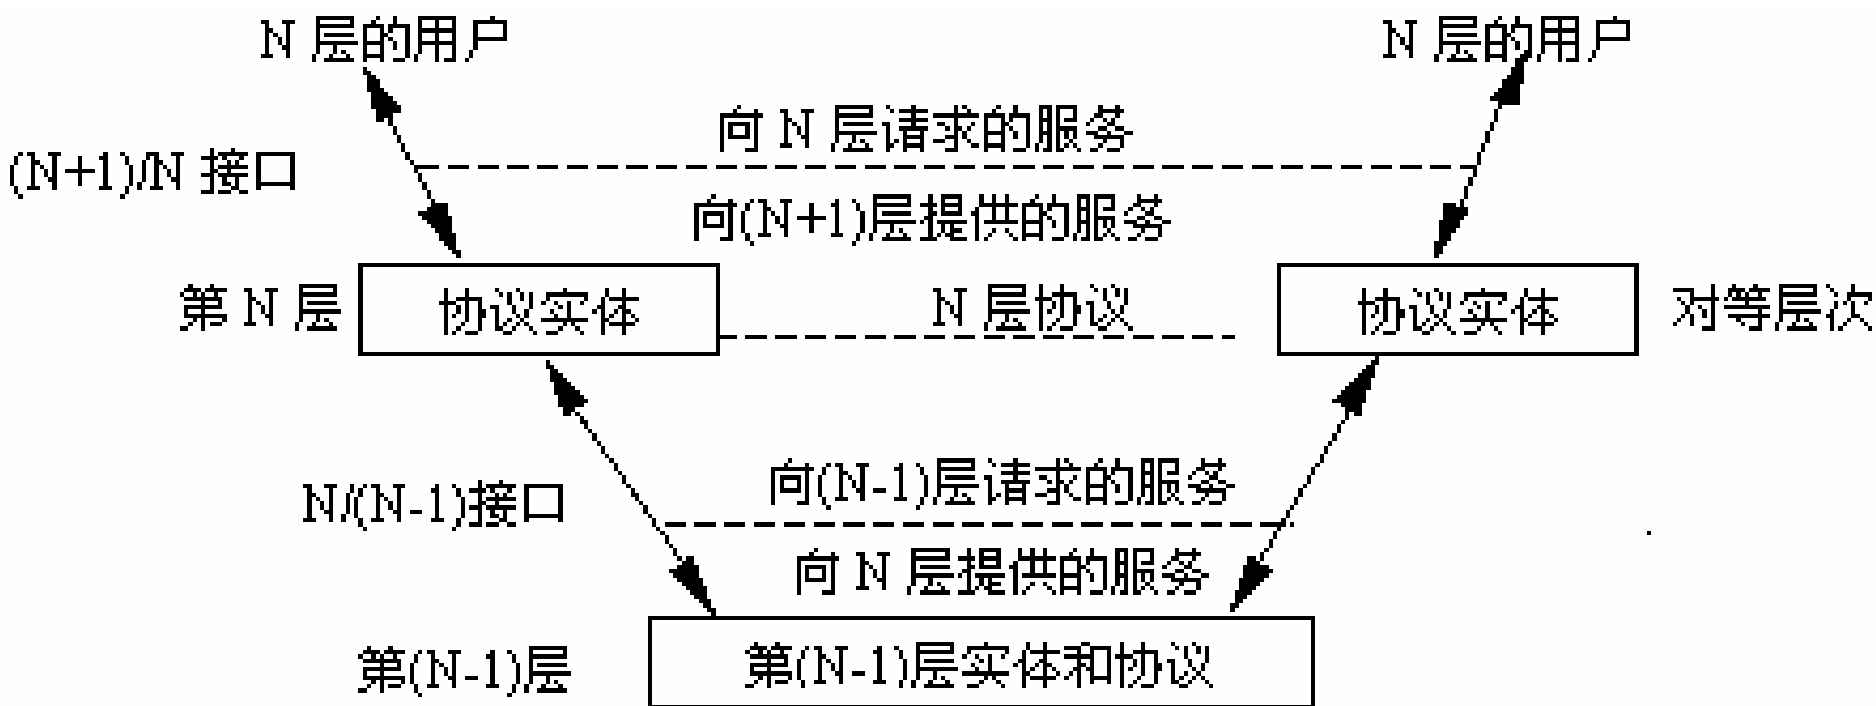 N 层的用户
N 层的用户
向 N 层请求的服务
(N+1)/N 接口
向(N+1)层提供的服务
第 N 层
协议实体
N 层协议
协议实体
对等层次
向(N-1)层请求的服务
N/(N-1)接口
向 N 层提供的服务
第(N-1)层
第(N-1)层实体和协议